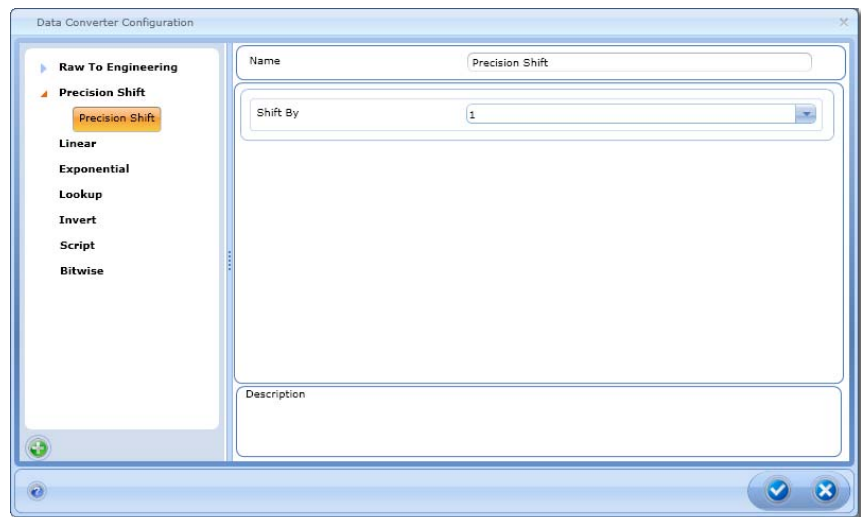 Data Converter Configuration
Raw To Engineering
Precision Shift
Precision Shift
Linear
Exponential
Lookup
Invert
Script
Bitwise
Name
Precision Shift
Shift By
1
Description